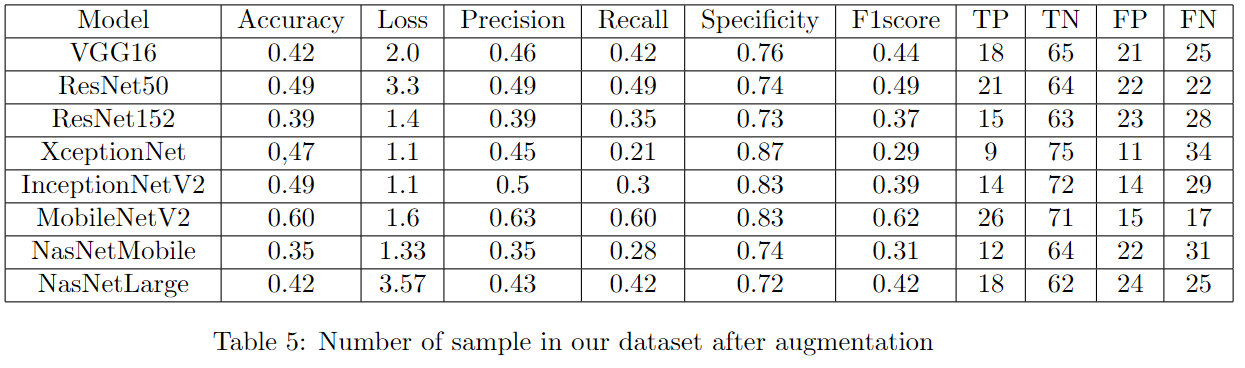 Model Accuracy Loss Precision Recall Specificity F1score TP TN FP FN
VGG16 0.42 2.0 0.46 0.42 0.76 0.44 18 65 21 25
ResNet50 0.49 3.3 0.49 0.49 0.74 0.49 21 64 22 22
ResNet152 0.39 1.4 0.39 0.35 0.73 0.37 15 63 23 28
XceptionNet 0,47 1.1 0.45 0.21 0.87 0.29 9 75 11 34
InceptionNetV2 0.49 1.1 0.5 0.3 0.83 0.39 14 72 14 29
MobileNetV2 0.60 1.6 0.63 0.60 0.83 0.62 26 71 15 17
NasNetMobile 0.35 1.33 0.35 0.28 0.74 0.31 12 64 22 31
NasNetLarge 0.42 3.57 0.43 0.42 0.72 0.42 18 62 24 25
Table 5: Number of sample in our dataset after augmentation